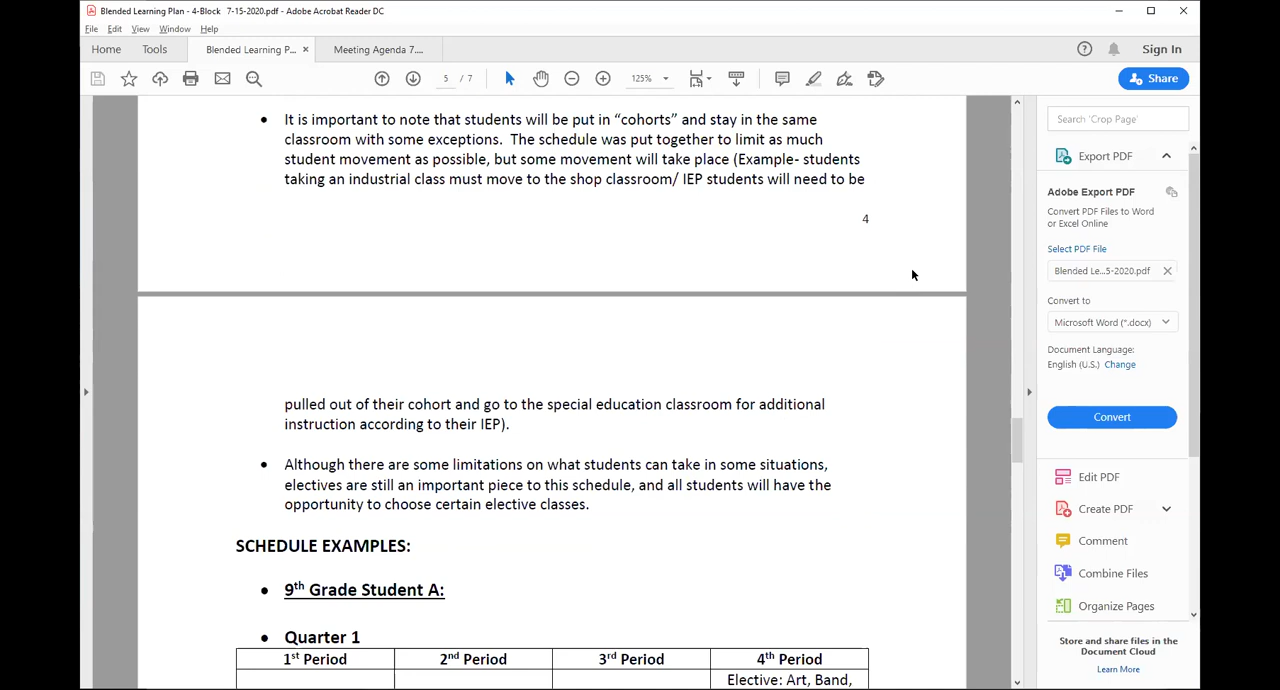 Blended Learning Plan - 4-Block 7-15-2020.pdf - Adobe Acrobat Reader DC
File Edit View Window Help
Home Tools Blended Learning P... × Meeting Agenda 7.... Sign In
5 / 7 125% Share
• It is important to note that students will be put in “cohorts” and stay in the same
classroom with some exceptions. The schedule was put together to limit as much
student movement as possible, but some movement will take place (Example- students
taking an industrial class must move to the shop classroom/ IEP students will need to be
4
pulled out of their cohort and go to the special education classroom for additional
instruction according to their IEP).
• Although there are some limitations on what students can take in some situations,
electives are still an important piece to this schedule, and all students will have the
opportunity to choose certain elective classes.
SCHEDULE EXAMPLES:
• 9th Grade Student A:
• Quarter 1
1st Period 2nd Period 3rd Period 4th Period
Elective: Art, Band,
Search 'Crop Page'
Export PDF
Adobe Export PDF
Convert PDF Files to Word
or Excel Online
Select PDF File
Blended Le...5-2020.pdf ×
Convert to
Microsoft Word (*.docx)
Document Language:
English (U.S.) Change
Convert
Edit PDF
Create PDF
Comment
Combine Files
Organize Pages
Store and share files in the
Document Cloud
Learn More